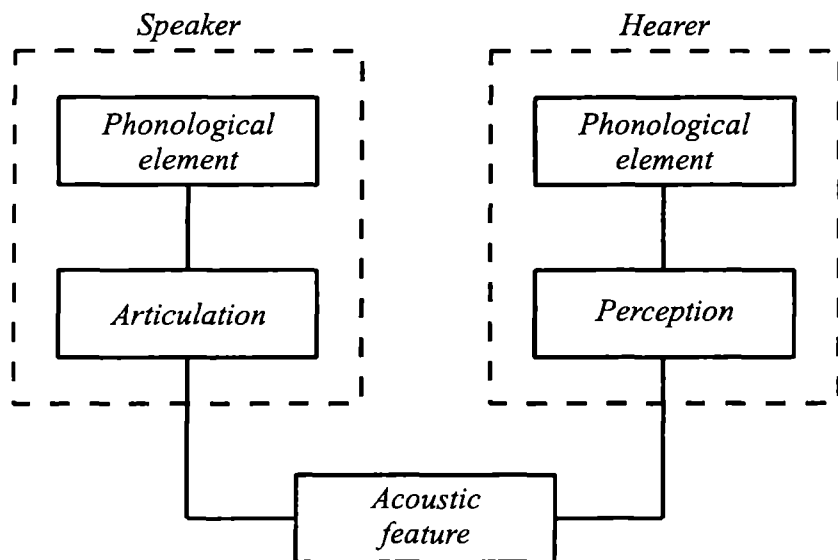 Speaker
Hearer
Phonological
element
Phonological
element
Articulation
Perception
Acoustic
feature